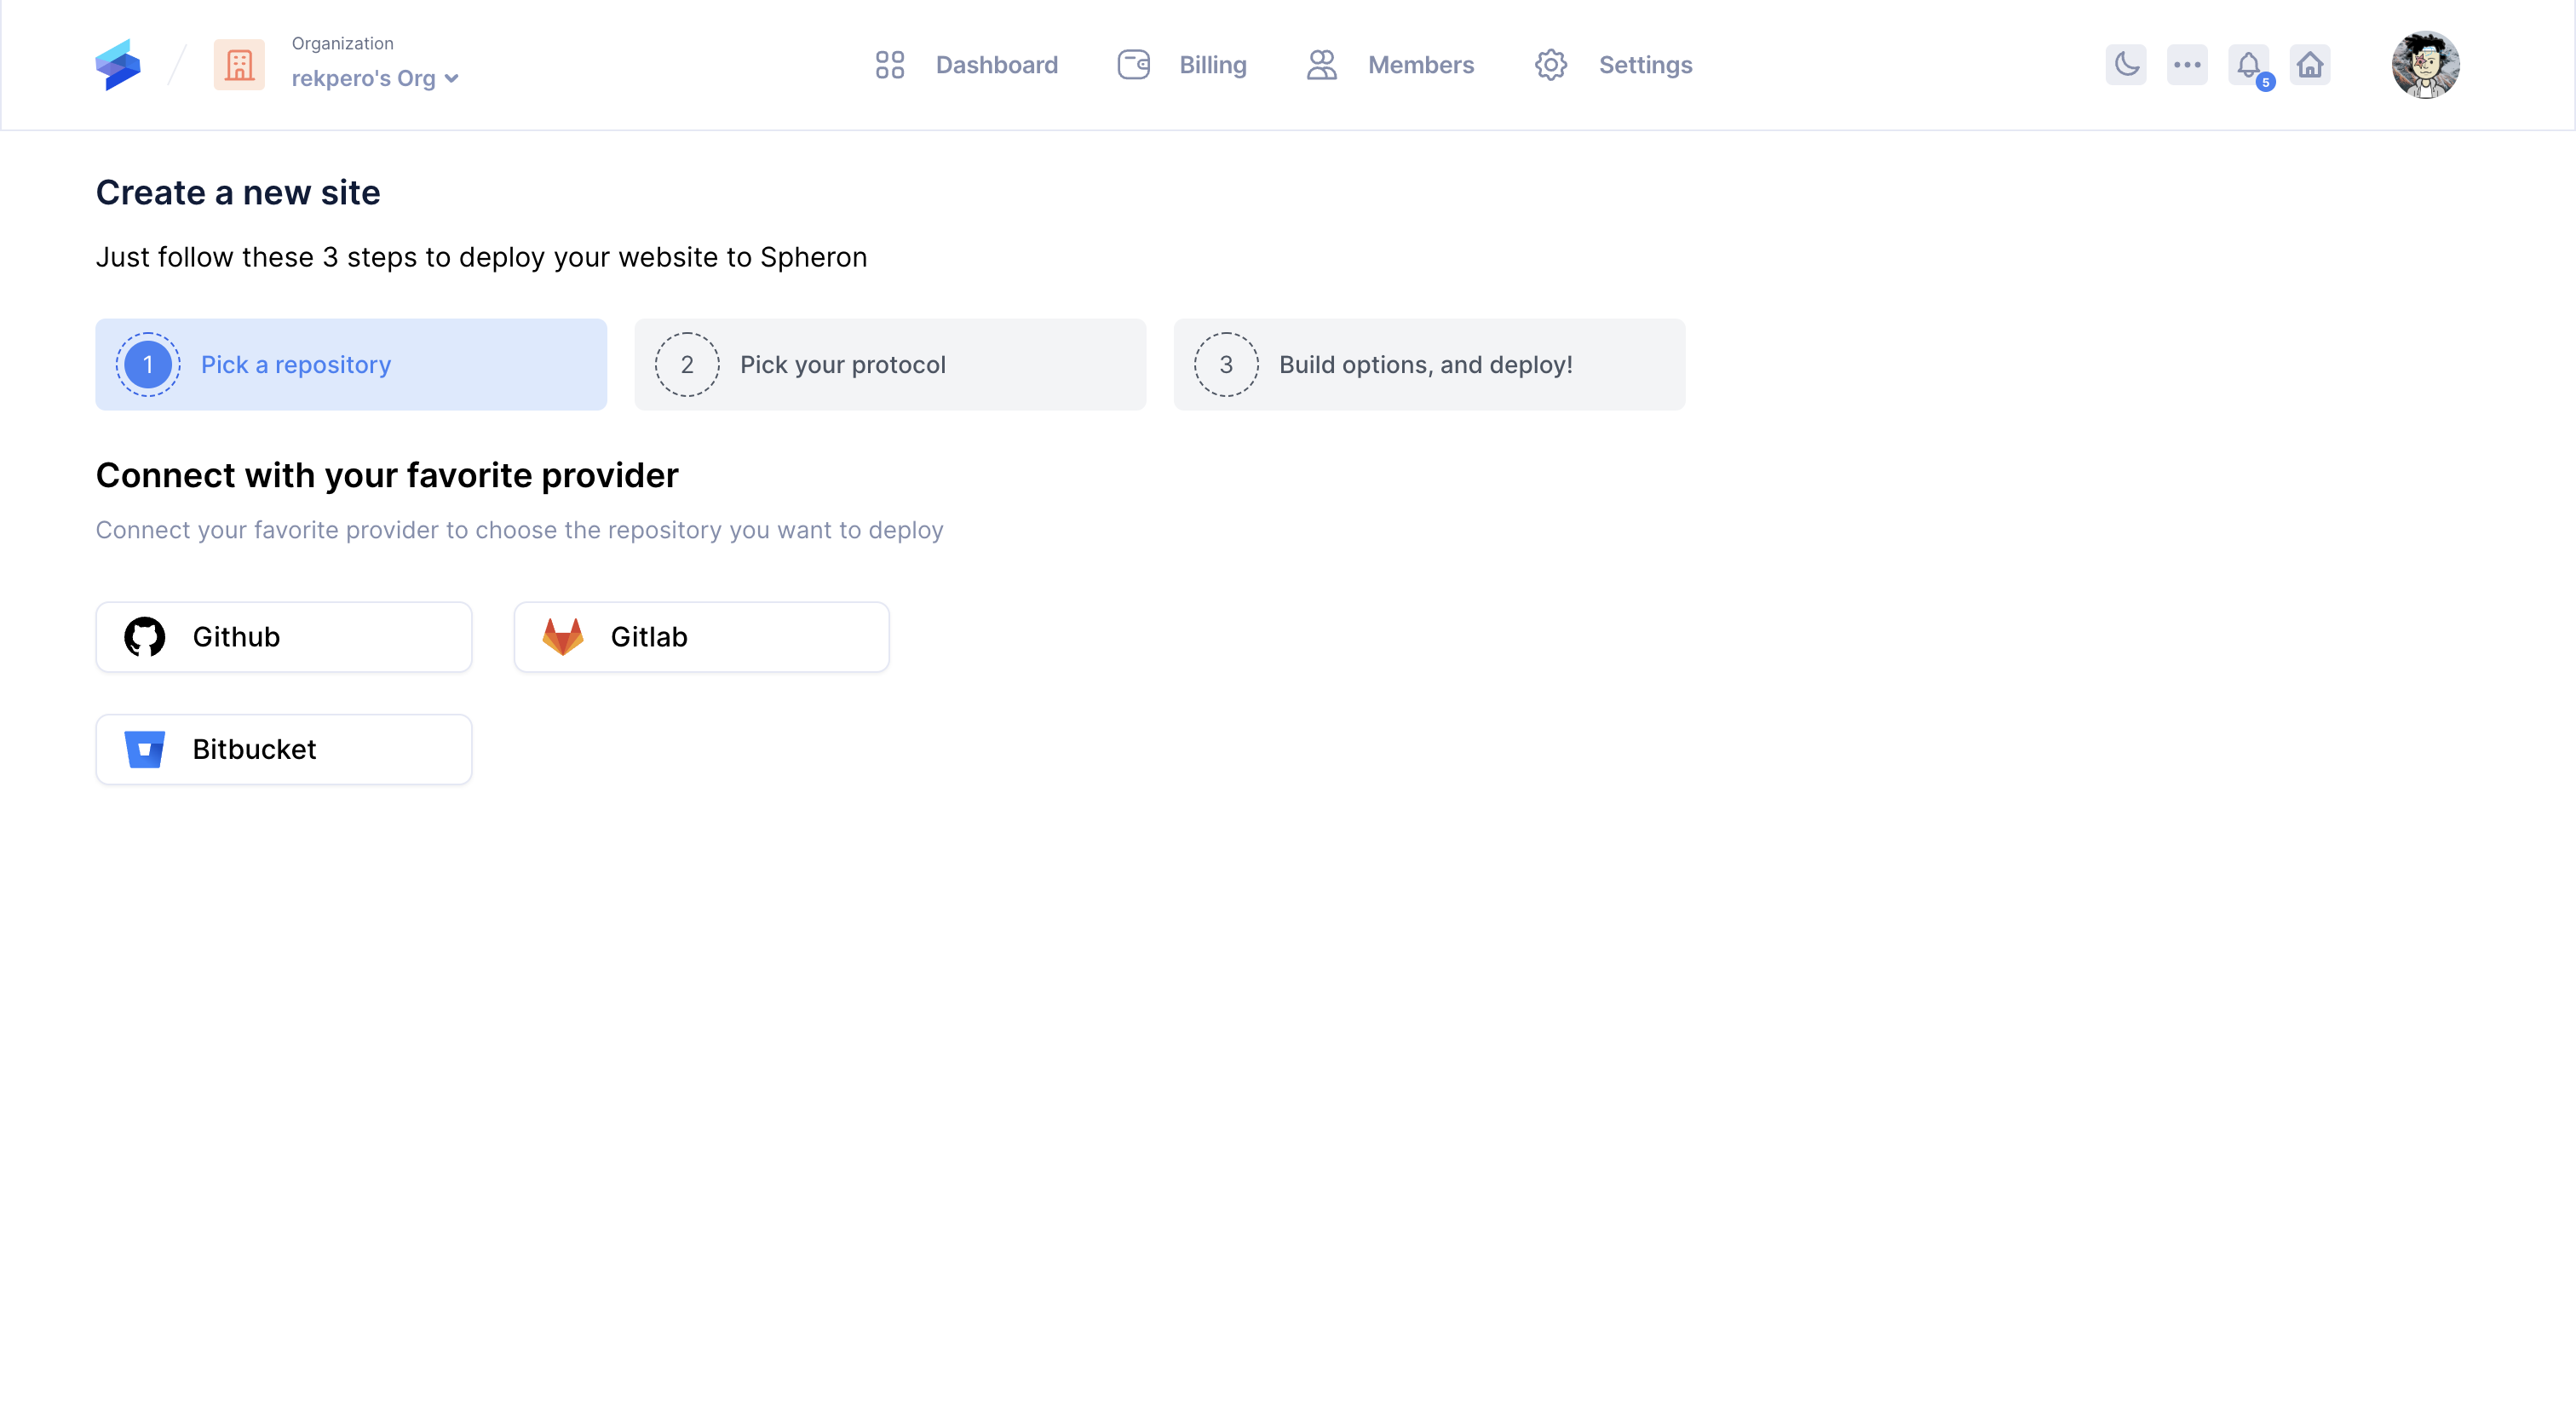 Organization
rekpero's Org
Dashboard
Billing
Members
Settings
5
Create a new site
Just follow these 3 steps to deploy your website to Spheron
1 Pick a repository
2 Pick your protocol
3 Build options, and deploy!
Connect with your favorite provider
Connect your favorite provider to choose the repository you want to deploy
Github
Gitlab
Bitbucket